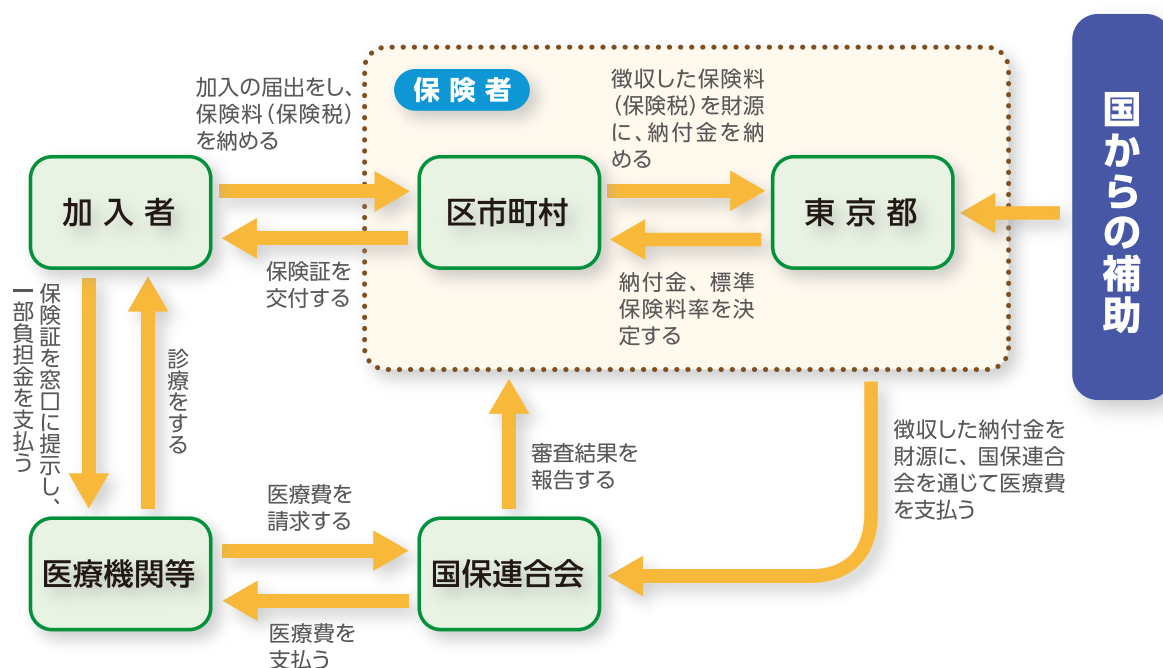 保険者
加入の届出をし、
保険料（保険税）
を納める
徴収した保険料
（保険税）を財源
に、納付金を納
める
加入者
区市町村
東京都
国からの補助
保険証を
交付する
納付金、標準
保険料率を決
定する
保険証を窓口に提示し、
一部負担金を支払う
診療をする
審査結果を
報告する
徴収した納付金を
財源に、国保連合
会を通じて医療費
を支払う
医療費を
請求する
医療機関等
国保連合会
医療費を
支払う